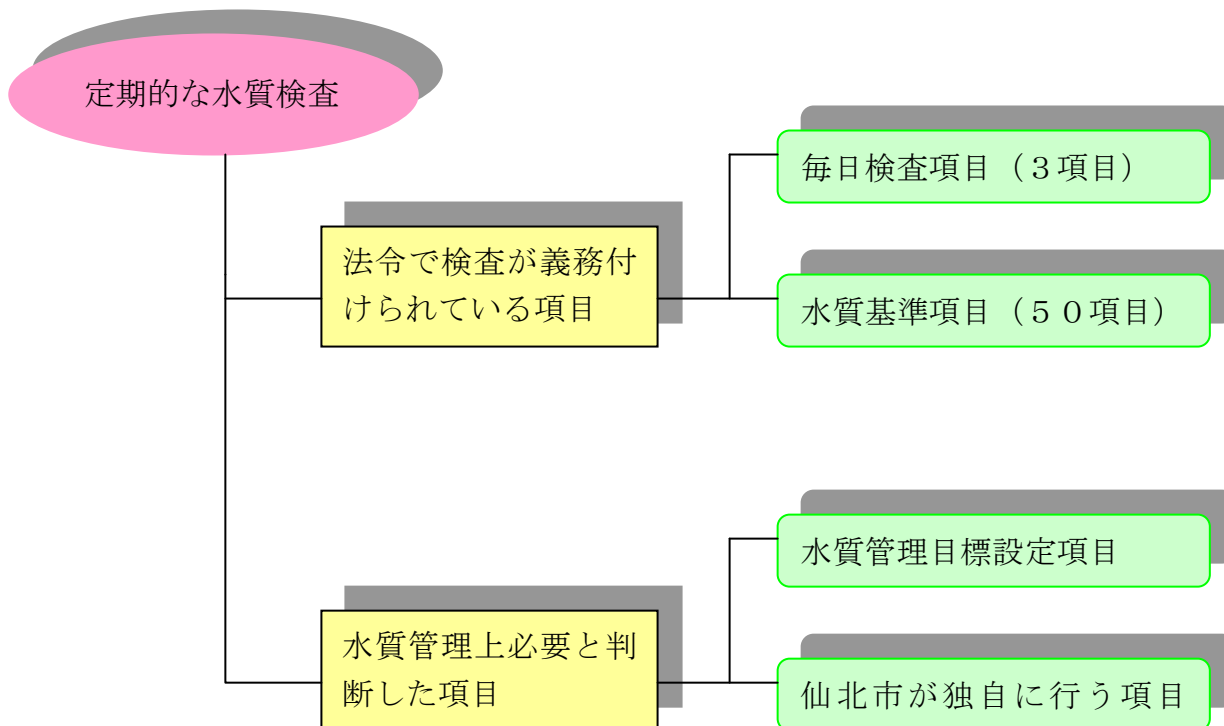 定期的な水質検査
毎日検査項目（３項目）
法令で検査が義務付
けられている項目
水質基準項目（５０項目）
水質管理目標設定項目
水質管理上必要と判
断した項目
仙北市が独自に行う項目